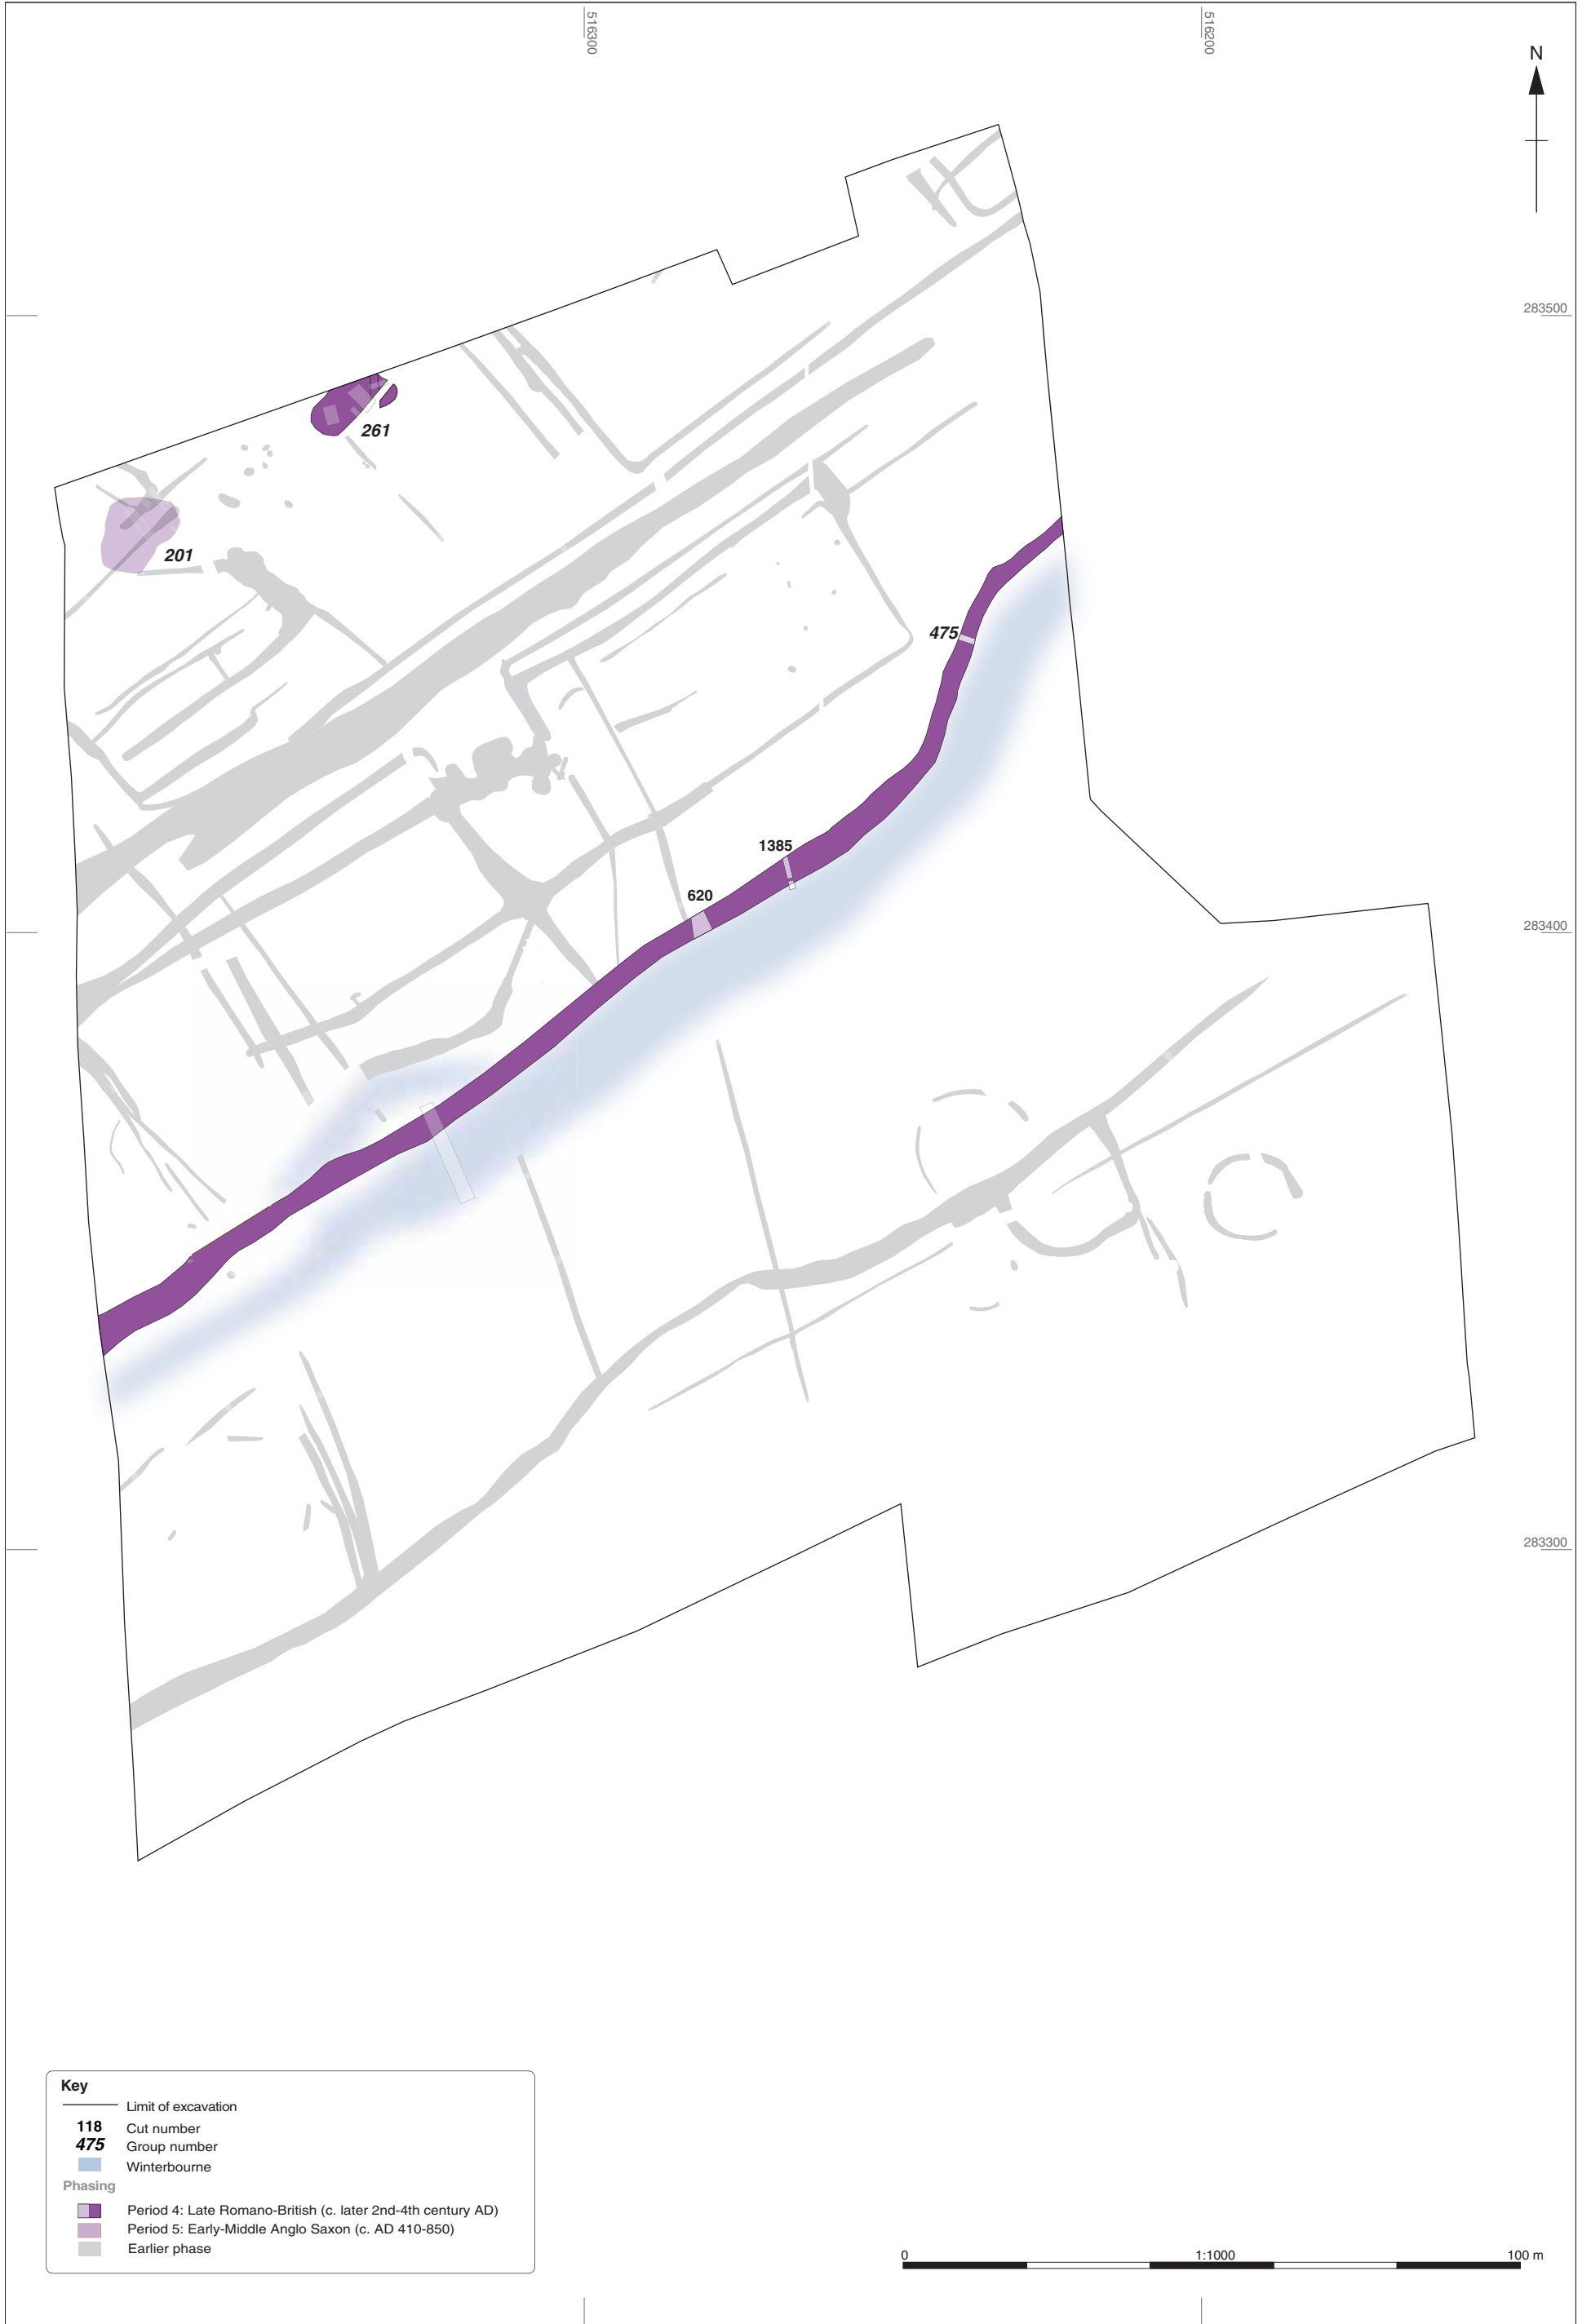 516300
516200
N
283500
261
201
475
1385
620
283400
283300
Key
Limit of excavation
118 Cut number
475 Group number
Winterbourne
Phasing
Period 4: Late Romano-British (c. later 2nd-4th century AD)
Period 5: Early-Middle Anglo Saxon (c. AD 410-850)
Earlier phase
0 1:1000 100 m